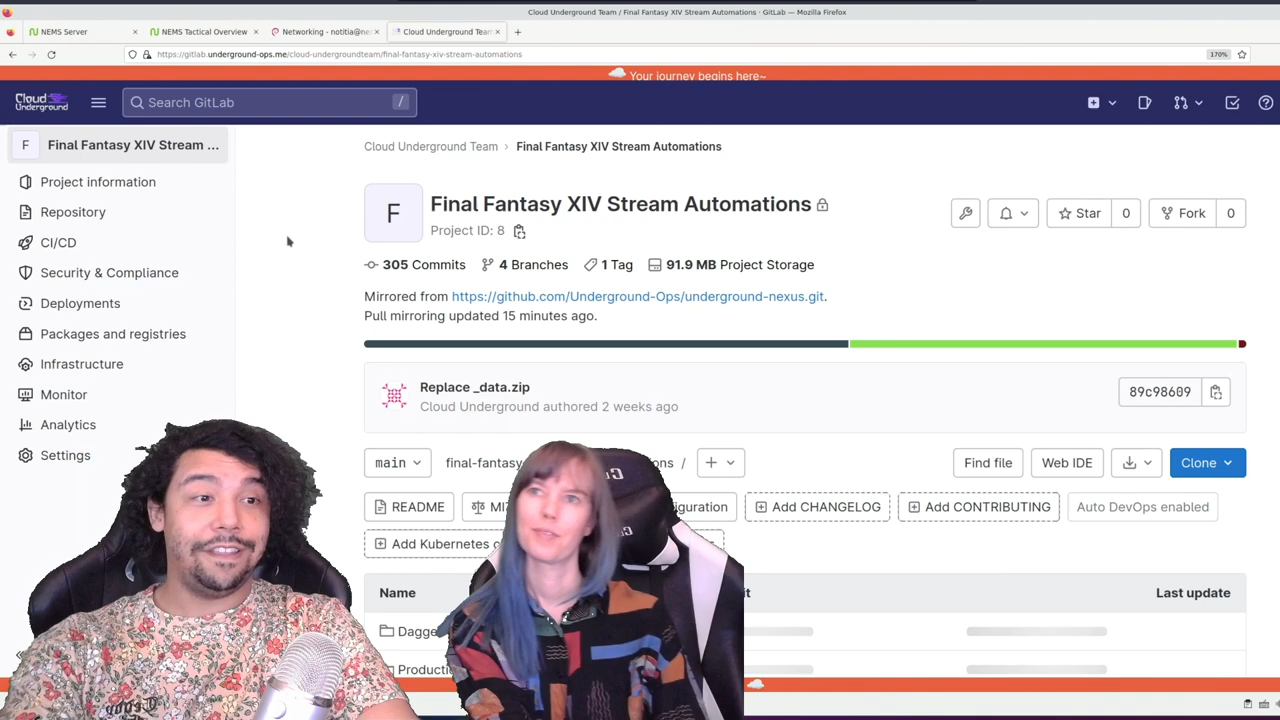 Cloud Underground Team / Final Fantasy XIV Stream Automations · GitLab — Mozilla Firefox
NEMS Server
NEMS Tactical Overview
Networking - notitia@ner
Cloud Underground Team
https://gitlab.underground-ops.me/cloud-undergroundteam/final-fantasy-xiv-stream-automations
170%
Your journey begins here~
Cloud Underground
Search GitLab
/
F
Final Fantasy XIV Stream ...
Project information
Repository
CI/CD
Security & Compliance
Deployments
Packages and registries
Infrastructure
Monitor
Analytics
Settings
Cloud Underground Team › Final Fantasy XIV Stream Automations
F
Final Fantasy XIV Stream Automations
Project ID: 8
Star 0
Fork 0
305 Commits 4 Branches 1 Tag 91.9 MB Project Storage
Mirrored from https://github.com/Underground-Ops/underground-nexus.git.
Pull mirroring updated 15 minutes ago.
Replace _data.zip
Cloud Underground authored 2 weeks ago
89c98609
main
final-fantasy
ons /
Find file
Web IDE
Clone
README
MI
iguration
Add CHANGELOG
Add CONTRIBUTING
Auto DevOps enabled
Add Kubernetes c
Name
it
Last update
Dagge
Produc